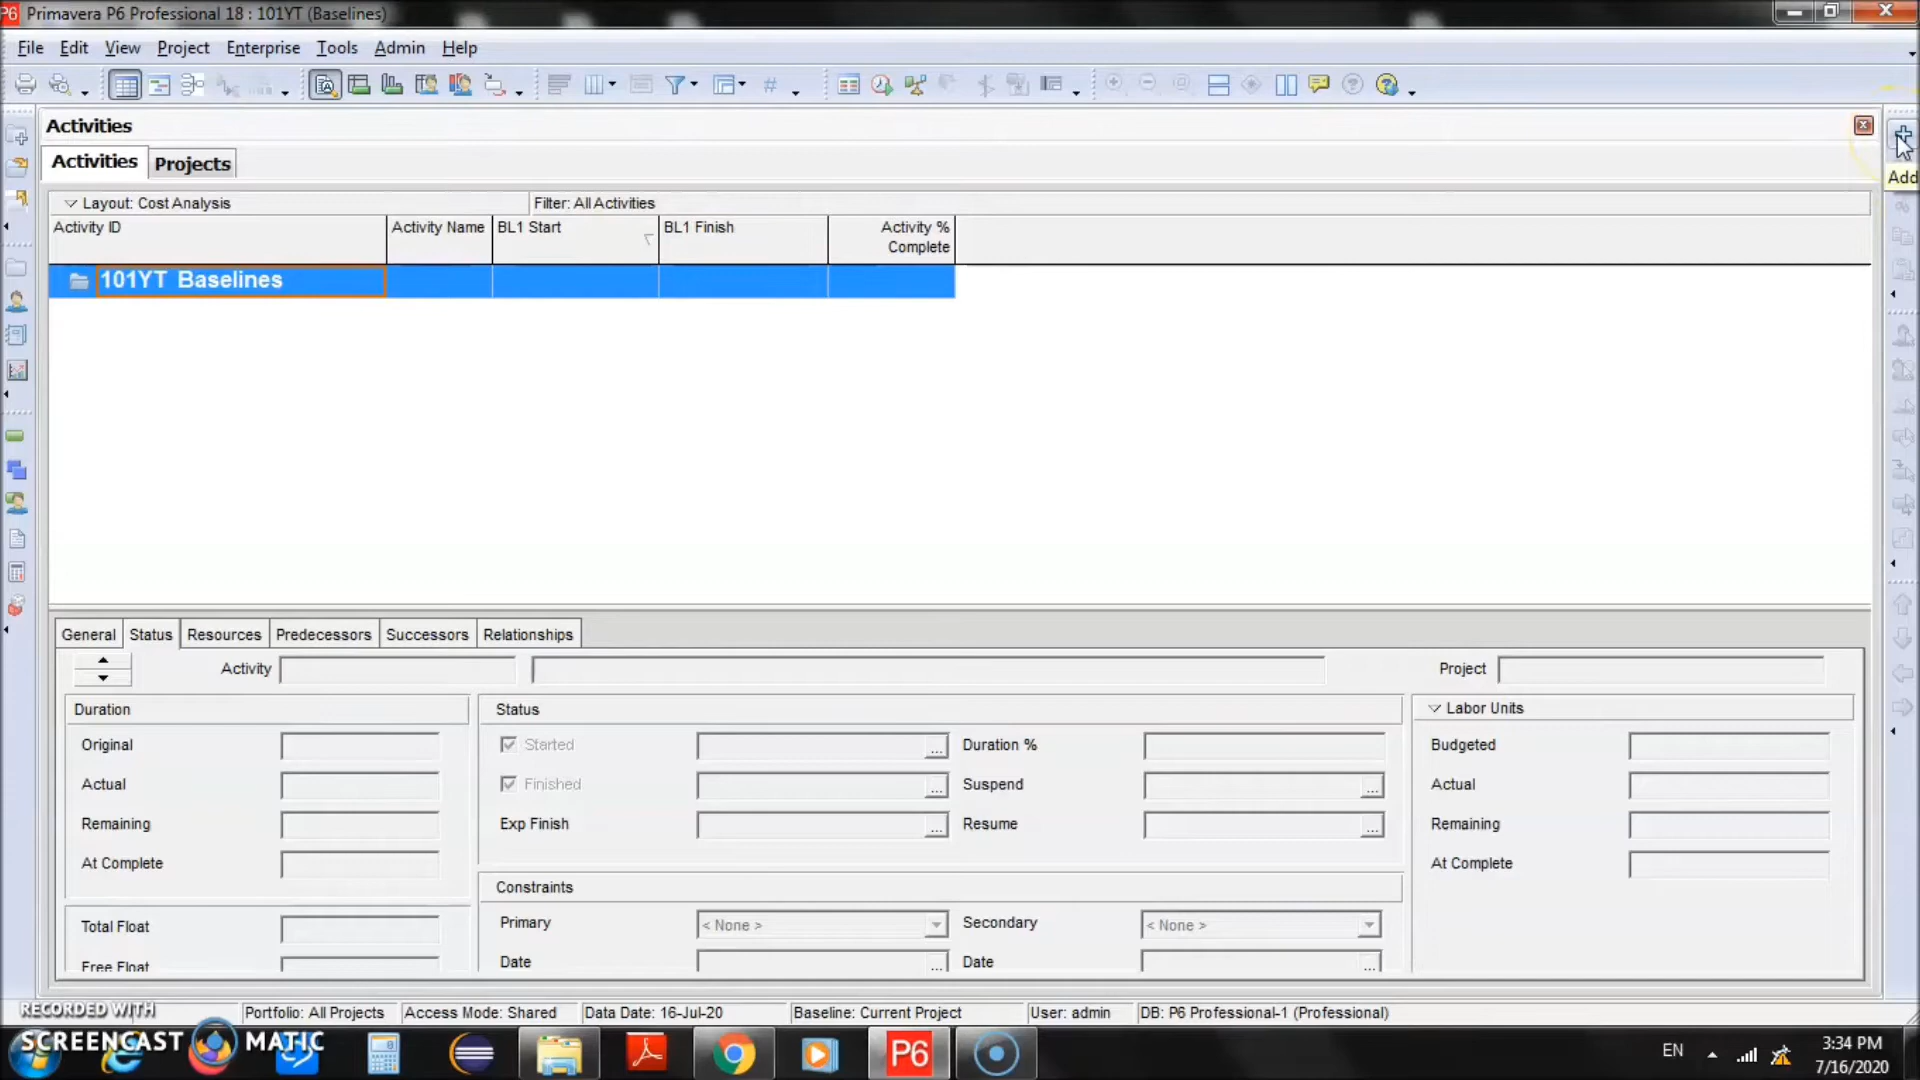 P6 Primavera P6 Professional 18 : 101YT (Baselines)
File Edit View Project Enterprise Tools Admin Help
Activities
Activities Projects
Add
Layout: Cost Analysis Filter: All Activities
Activity ID Activity Name BL1 Start BL1 Finish Activity % Complete
101YT Baselines
General Status Resources Predecessors Successors Relationships
Activity Project
Duration Status Labor Units
Original Started Duration % Budgeted
Actual Finished Suspend Actual
Remaining Exp Finish Resume Remaining
At Complete At Complete
Constraints
Total Float Primary < None > Secondary < None >
Free Float Date Date
RECORDED WITH Portfolio: All Projects Access Mode: Shared Data Date: 16-Jul-20 Baseline: Current Project User: admin DB: P6 Professional-1 (Professional)
SCREENCAST MATIC P6 EN 3:34 PM
7/16/2020